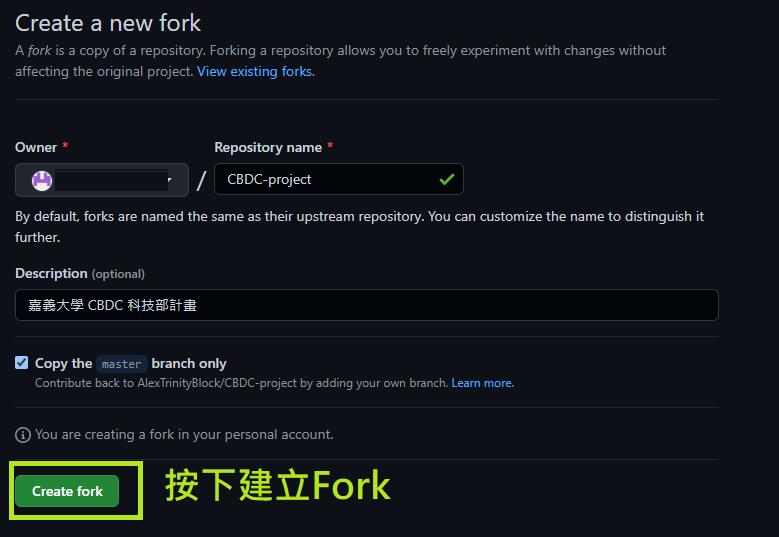 Create a new fork
A fork is a copy of a repository. Forking a repository allows you to freely experiment with changes without
affecting the original project. View existing forks.
Owner *
Repository name *
/
CBDC-project
By default, forks are named the same as their upstream repository. You can customize the name to distinguish it
further.
Description (optional)
嘉義大學 CBDC 科技部計畫
Copy the master branch only
Contribute back to AlexTrinityBlock/CBDC-project by adding your own branch. Learn more.
You are creating a fork in your personal account.
Create fork
按下建立Fork